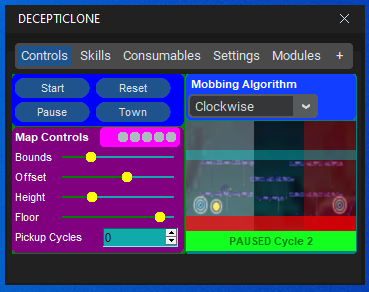 DECEPTICLONE
Controls Skills Consumables Settings Modules +
Start Reset
Pause Town
Mobbing Algorithm
Clockwise
Map Controls
Bounds
Offset
Height
Floor
Pickup Cycles 0
PAUSED Cycle 2